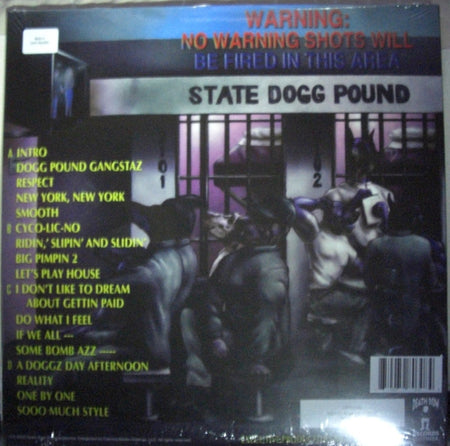 WARNING:
NO WARNING SHOTS WILL
BE FIRED IN THIS AREA
STATE DOGG POUND
A INTRO
DOGG POUND GANGSTAZ
RESPECT
NEW YORK, NEW YORK
SMOOTH
B CYCO-LIC-NO
RIDIN,' SLIPIN' AND SLIDIN'
BIG PIMPIN 2
LET'S PLAY HOUSE
C I DON'T LIKE TO DREAM
ABOUT GETTIN PAID
DO WHAT I FEEL
IF WE ALL ---
SOME BOMB AZZ -----
D A DOGGZ DAY AFTERNOON
REALITY
ONE BY ONE
SOOO MUCH STYLE
101
2
DEATH ROW